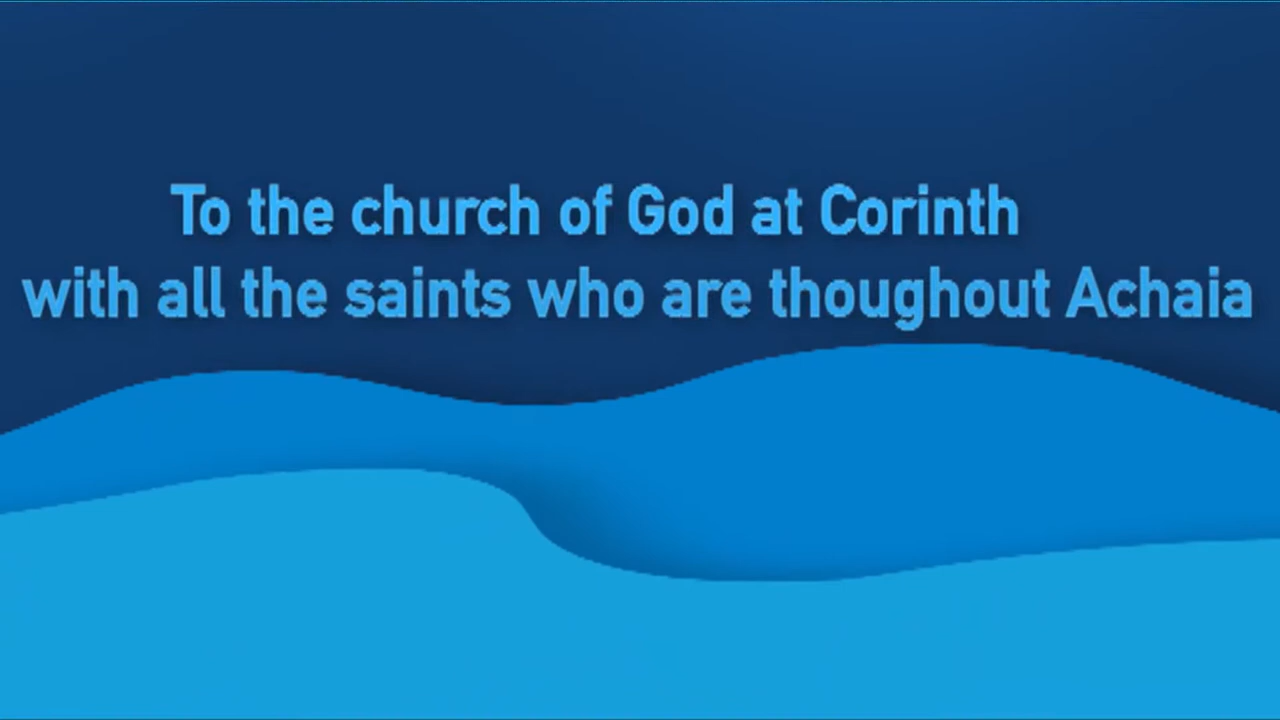 To the church of God at Corinth
with all the saints who are thoughout Achaia